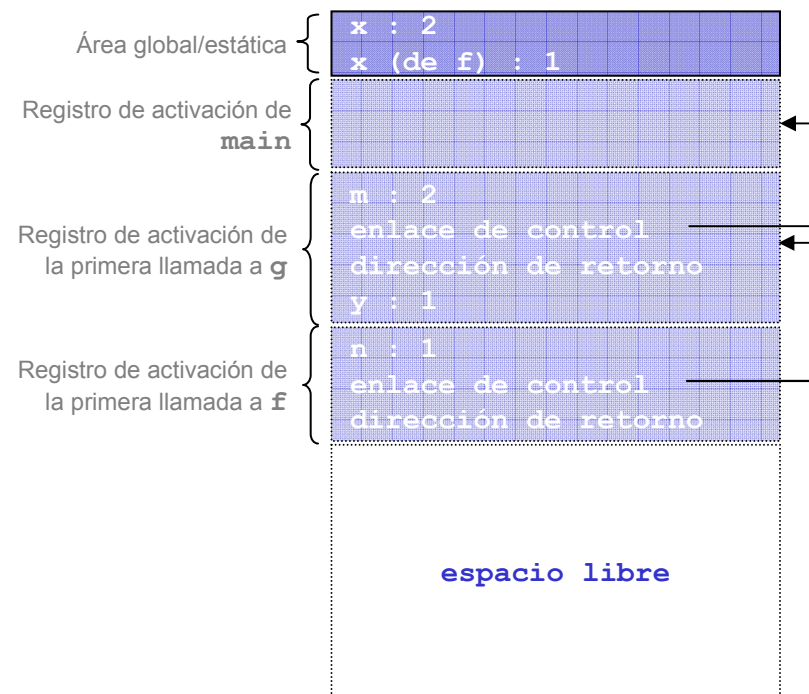 Área global/estática
x : 2
x (de f) : 1
Registro de activación de
main
Registro de activación de
la primera llamada a g
m : 2
enlace de control
dirección de retorno
y : 1
Registro de activación de
la primera llamada a f
n : 1
enlace de control
dirección de retorno
espacio libre